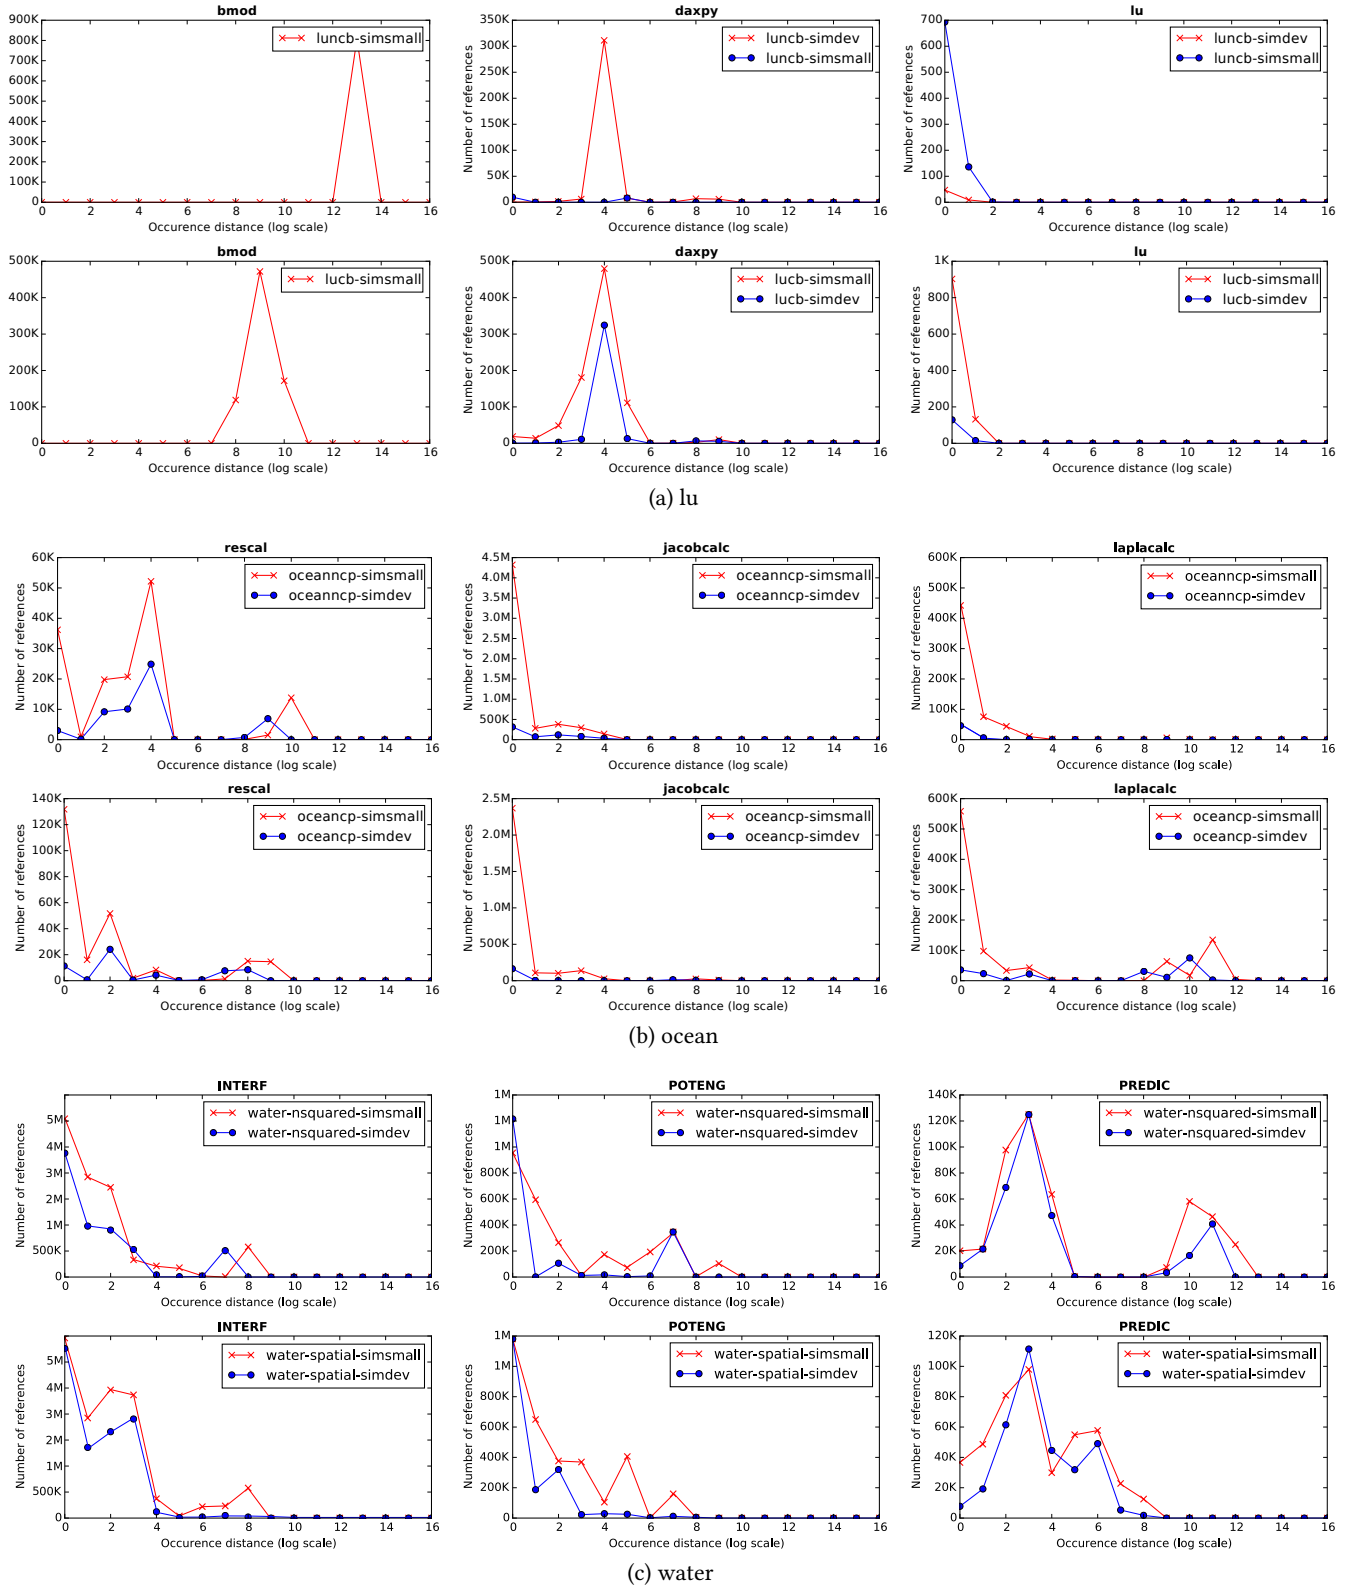 bmod
900K
800K
700K
600K
500K
400K
300K
200K
100K
0
0 2 4 6 8 10 12 14 16
Occurence distance (log scale)
luncb-simsmall
daxpy
350K
300K
250K
200K
150K
100K
50K
0
Number of references
0 2 4 6 8 10 12 14 16
Occurence distance (log scale)
luncb-simdev
luncb-simsmall
lu
700
600
500
400
300
200
100
0
Number of references
0 2 4 6 8 10 12 14 16
Occurence distance (log scale)
luncb-simdev
luncb-simsmall
bmod
500K
400K
300K
200K
100K
0
0 2 4 6 8 10 12 14 16
Occurence distance (log scale)
lucb-simsmall
daxpy
500K
400K
300K
200K
100K
0
Number of references
0 2 4 6 8 10 12 14 16
Occurence distance (log scale)
lucb-simsmall
lucb-simdev
lu
1K
800
600
400
200
0
Number of references
0 2 4 6 8 10 12 14 16
Occurence distance (log scale)
lucb-simsmall
lucb-simdev
(a) lu
rescal
60K
50K
40K
30K
20K
10K
0
Number of references
0 2 4 6 8 10 12 14 16
Occurence distance (log scale)
oceanncp-simsmall
oceanncp-simdev
jacobcalc
4.5M
4.0M
3.5M
3.0M
2.5M
2.0M
1.5M
1.0M
500K
0
Number of references
0 2 4 6 8 10 12 14 16
Occurence distance (log scale)
oceanncp-simsmall
oceanncp-simdev
laplacalc
600K
500K
400K
300K
200K
100K
0
Number of references
0 2 4 6 8 10 12 14 16
Occurence distance (log scale)
oceanncp-simsmall
oceanncp-simdev
rescal
140K
120K
100K
80K
60K
40K
20K
0
Number of references
0 2 4 6 8 10 12 14 16
Occurence distance (log scale)
oceancp-simsmall
oceancp-simdev
jacobcalc
2.5M
2.0M
1.5M
1.0M
500K
0
Number of references
0 2 4 6 8 10 12 14 16
Occurence distance (log scale)
oceancp-simsmall
oceancp-simdev
laplacalc
600K
500K
400K
300K
200K
100K
0
Number of references
0 2 4 6 8 10 12 14 16
Occurence distance (log scale)
oceancp-simsmall
oceancp-simdev
(b) ocean
INTERF
5M
4M
3M
2M
1M
500K
0
Number of references
0 2 4 6 8 10 12 14 16
Occurence distance (log scale)
water-nsquared-simsmall
water-nsquared-simdev
POTENG
1M
1M
1M
800K
600K
400K
200K
0
Number of references
0 2 4 6 8 10 12 14 16
Occurence distance (log scale)
water-nsquared-simsmall
water-nsquared-simdev
PREDIC
140K
120K
100K
80K
60K
40K
20K
0
Number of references
0 2 4 6 8 10 12 14 16
Occurence distance (log scale)
water-nsquared-simsmall
water-nsquared-simdev
INTERF
5M
4M
3M
2M
1M
500K
0
Number of references
0 2 4 6 8 10 12 14 16
Occurence distance (log scale)
water-spatial-simsmall
water-spatial-simdev
POTENG
1M
1M
800K
600K
400K
200K
0
Number of references
0 2 4 6 8 10 12 14 16
Occurence distance (log scale)
water-spatial-simsmall
water-spatial-simdev
PREDIC
120K
100K
80K
60K
40K
20K
0
Number of references
0 2 4 6 8 10 12 14 16
Occurence distance (log scale)
water-spatial-simsmall
water-spatial-simdev
(c) water